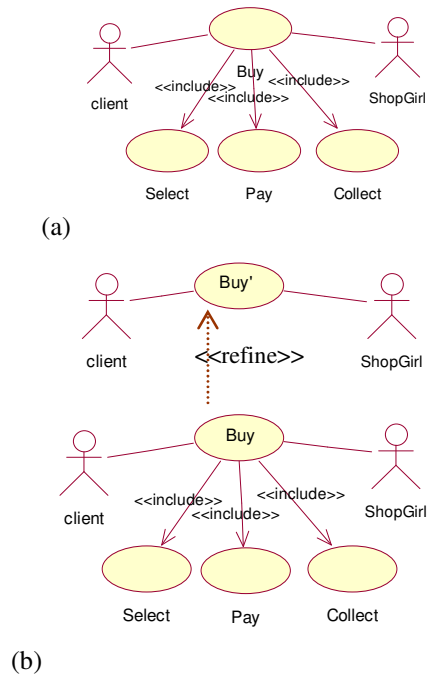 Buy
client
<<include>>
<<include>>
<<include>>
ShopGirl
Select
Pay
Collect
(a)
Buy'
client
<<refine>>
ShopGirl
Buy
client
<<include>>
<<include>>
<<include>>
ShopGirl
Select
Pay
Collect
(b)